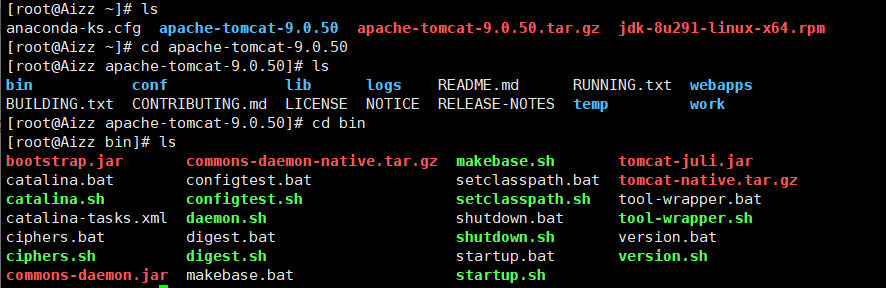 [root@Aizz ~]# ls
anaconda-ks.cfg  apache-tomcat-9.0.50  apache-tomcat-9.0.50.tar.gz  jdk-8u291-linux-x64.rpm
[root@Aizz ~]# cd apache-tomcat-9.0.50
[root@Aizz apache-tomcat-9.0.50]# ls
bin           conf             lib      logs    README.md      RUNNING.txt  webapps
BUILDING.txt  CONTRIBUTING.md  LICENSE  NOTICE  RELEASE-NOTES  temp         work
[root@Aizz apache-tomcat-9.0.50]# cd bin
[root@Aizz bin]# ls
bootstrap.jar       commons-daemon-native.tar.gz  makebase.sh       tomcat-juli.jar
catalina.bat        configtest.bat                setclasspath.bat  tomcat-native.tar.gz
catalina.sh         configtest.sh                 setclasspath.sh   tool-wrapper.bat
catalina-tasks.xml  daemon.sh                     shutdown.bat      tool-wrapper.sh
ciphers.bat         digest.bat                    shutdown.sh       version.bat
ciphers.sh          digest.sh                     startup.bat       version.sh
commons-daemon.jar  makebase.bat                  startup.sh